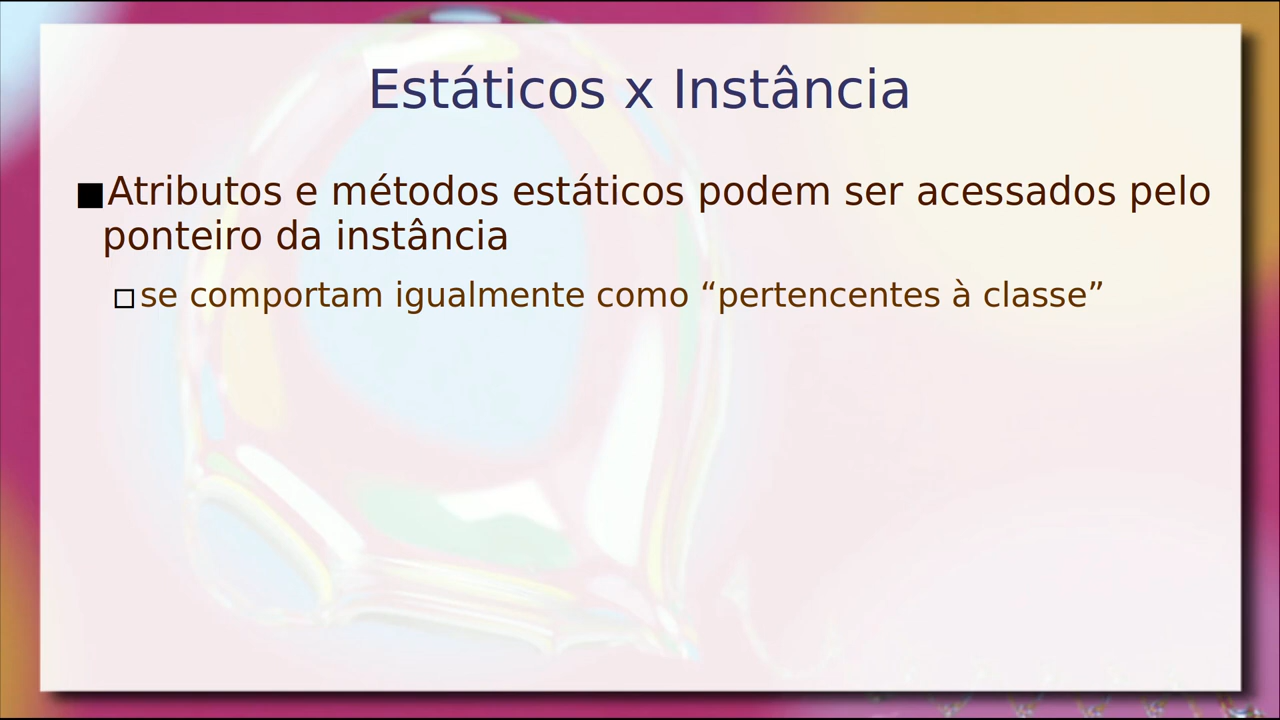 Estáticos x Instância
Atributos e métodos estáticos podem ser acessados pelo
ponteiro da instância
se comportam igualmente como “pertencentes à classe”